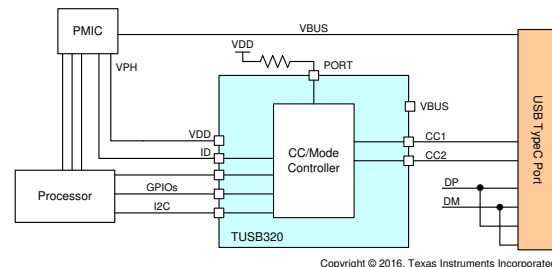 PMIC
VBUS
VDD
VPH
PORT
VBUS
VDD
CC1
ID
CC/Mode
Controller
CC2
USB TypeC Port
Processor
GPIOs
DP
I2C
DM
TUSB320
Copyright © 2016, Texas Instruments Incorporated